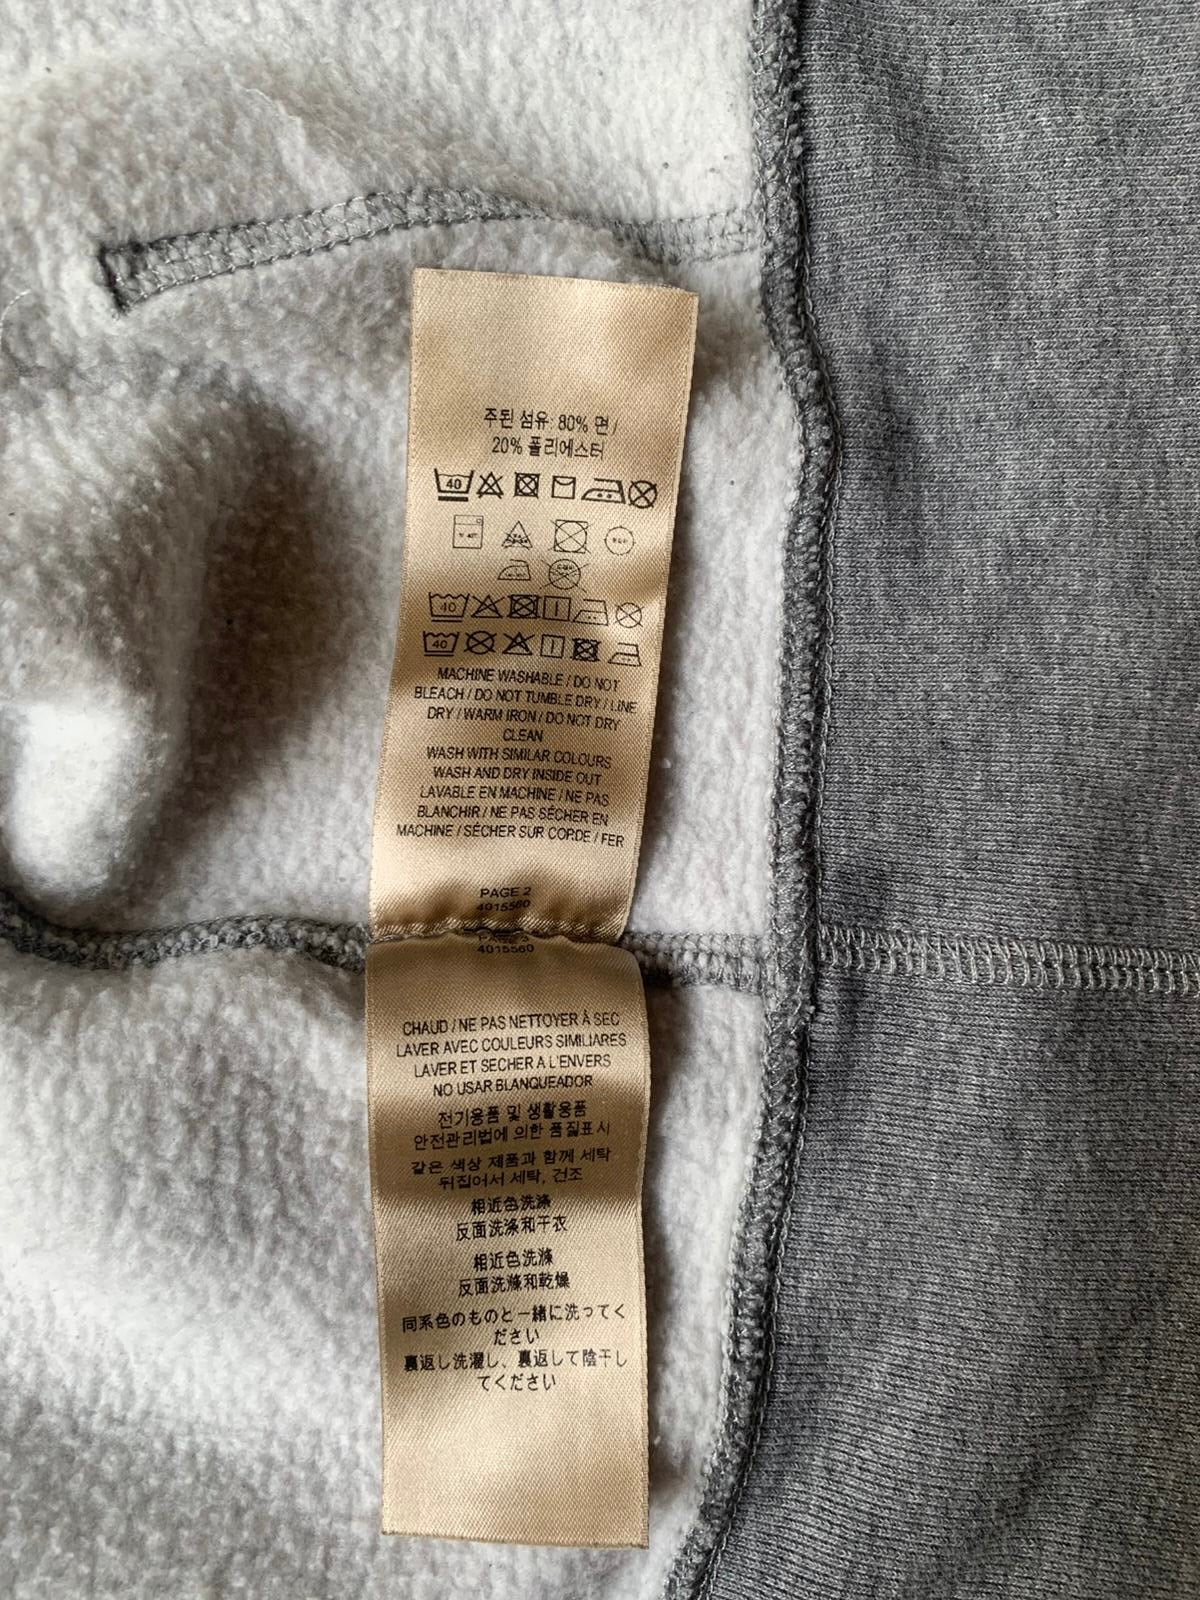 주된 섬유: 80% 면 /
20% 폴리에스터
40
40
40
MACHINE WASHABLE / DO NOT
BLEACH / DO NOT TUMBLE DRY / LINE
DRY / WARM IRON / DO NOT DRY
CLEAN
WASH WITH SIMILAR COLOURS
WASH AND DRY INSIDE OUT
LAVABLE EN MACHINE / NE PAS
BLANCHIR / NE PAS SÉCHER EN
MACHINE / SÉCHER SUR CORDE / FER
PAGE 2
4015560
4015560
CHAUD / NE PAS NETTOYER À SEC
LAVER AVEC COULEURS SIMILIARES
LAVER ET SECHER A L'ENVERS
NO USAR BLANQUEADOR
전기용품 및 생활용품
안전관리법에 의한 품질표시
같은 색상 제품과 함께 세탁
뒤집어서 세탁, 건조
相近色洗涤
反面洗涤和干衣
相近色洗滌
反面洗滌和乾燥
同系色のものと一緒に洗ってく
ださい
裏返し洗濯し、裏返して陰干し
てください